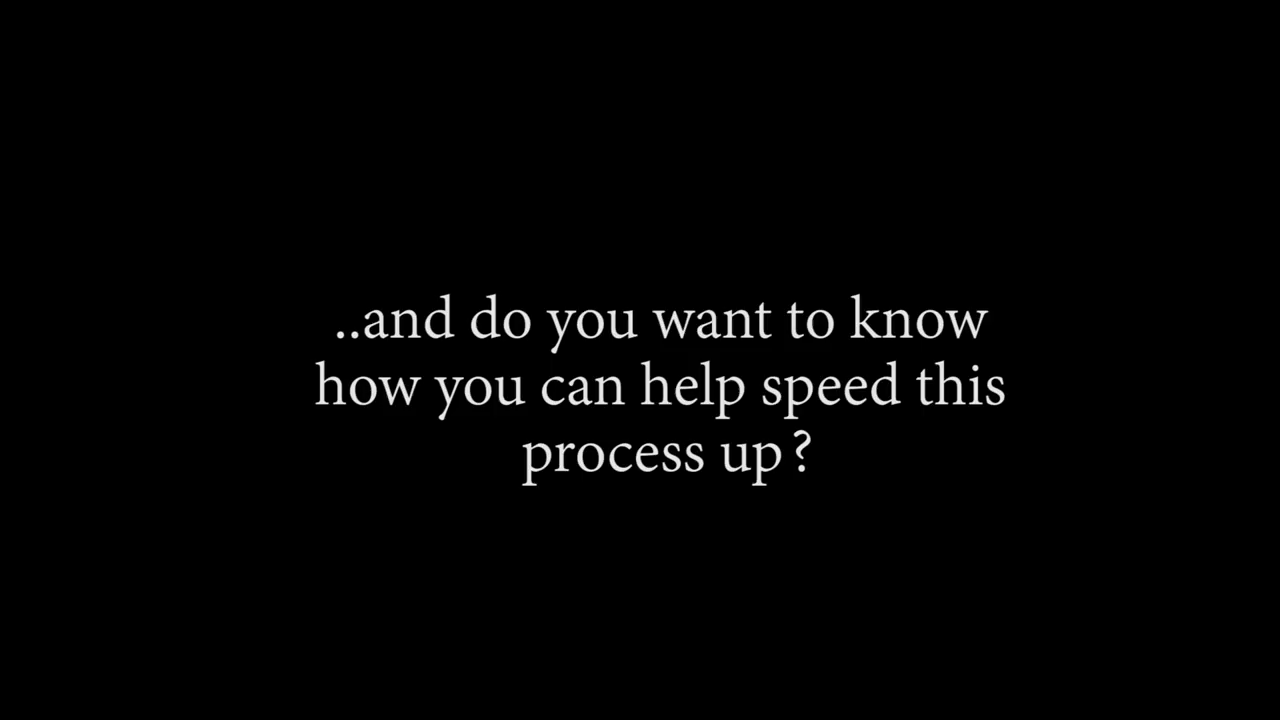 ..and do you want to know
how you can help speed this
process up?